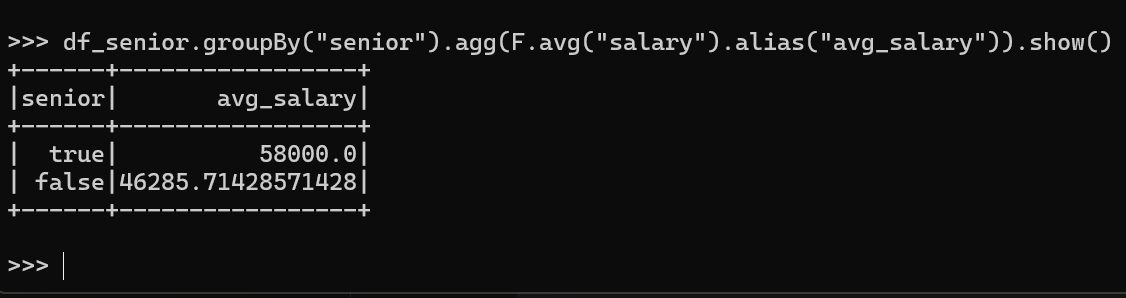 >>> df_senior.groupBy("senior").agg(F.avg("salary").alias("avg_salary")).show()
+------+-----------------+
|senior|       avg_salary|
+------+-----------------+
|  true|          58000.0|
| false|46285.71428571428|
+------+-----------------+
>>>